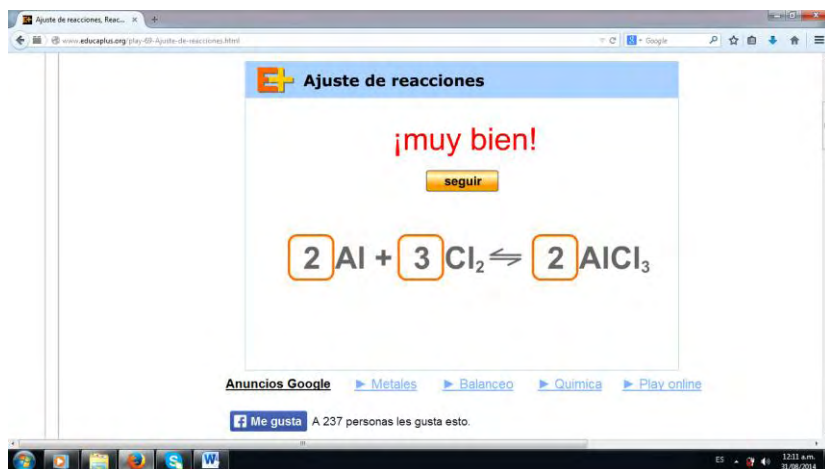 Ajuste de reacciones, Reac... × +
www.educaplus.org/play-69-Ajuste-de-reacciones.html
Google
E+ Ajuste de reacciones
¡muy bien!
seguir
2 Al + 3 Cl₂ ⇋ 2 AlCl₃
Anuncios Google ► Metales ► Balanceo ► Quimica ► Play online
Me gusta A 237 personas les gusta esto.
ES 12:11 a.m.
31/08/2014